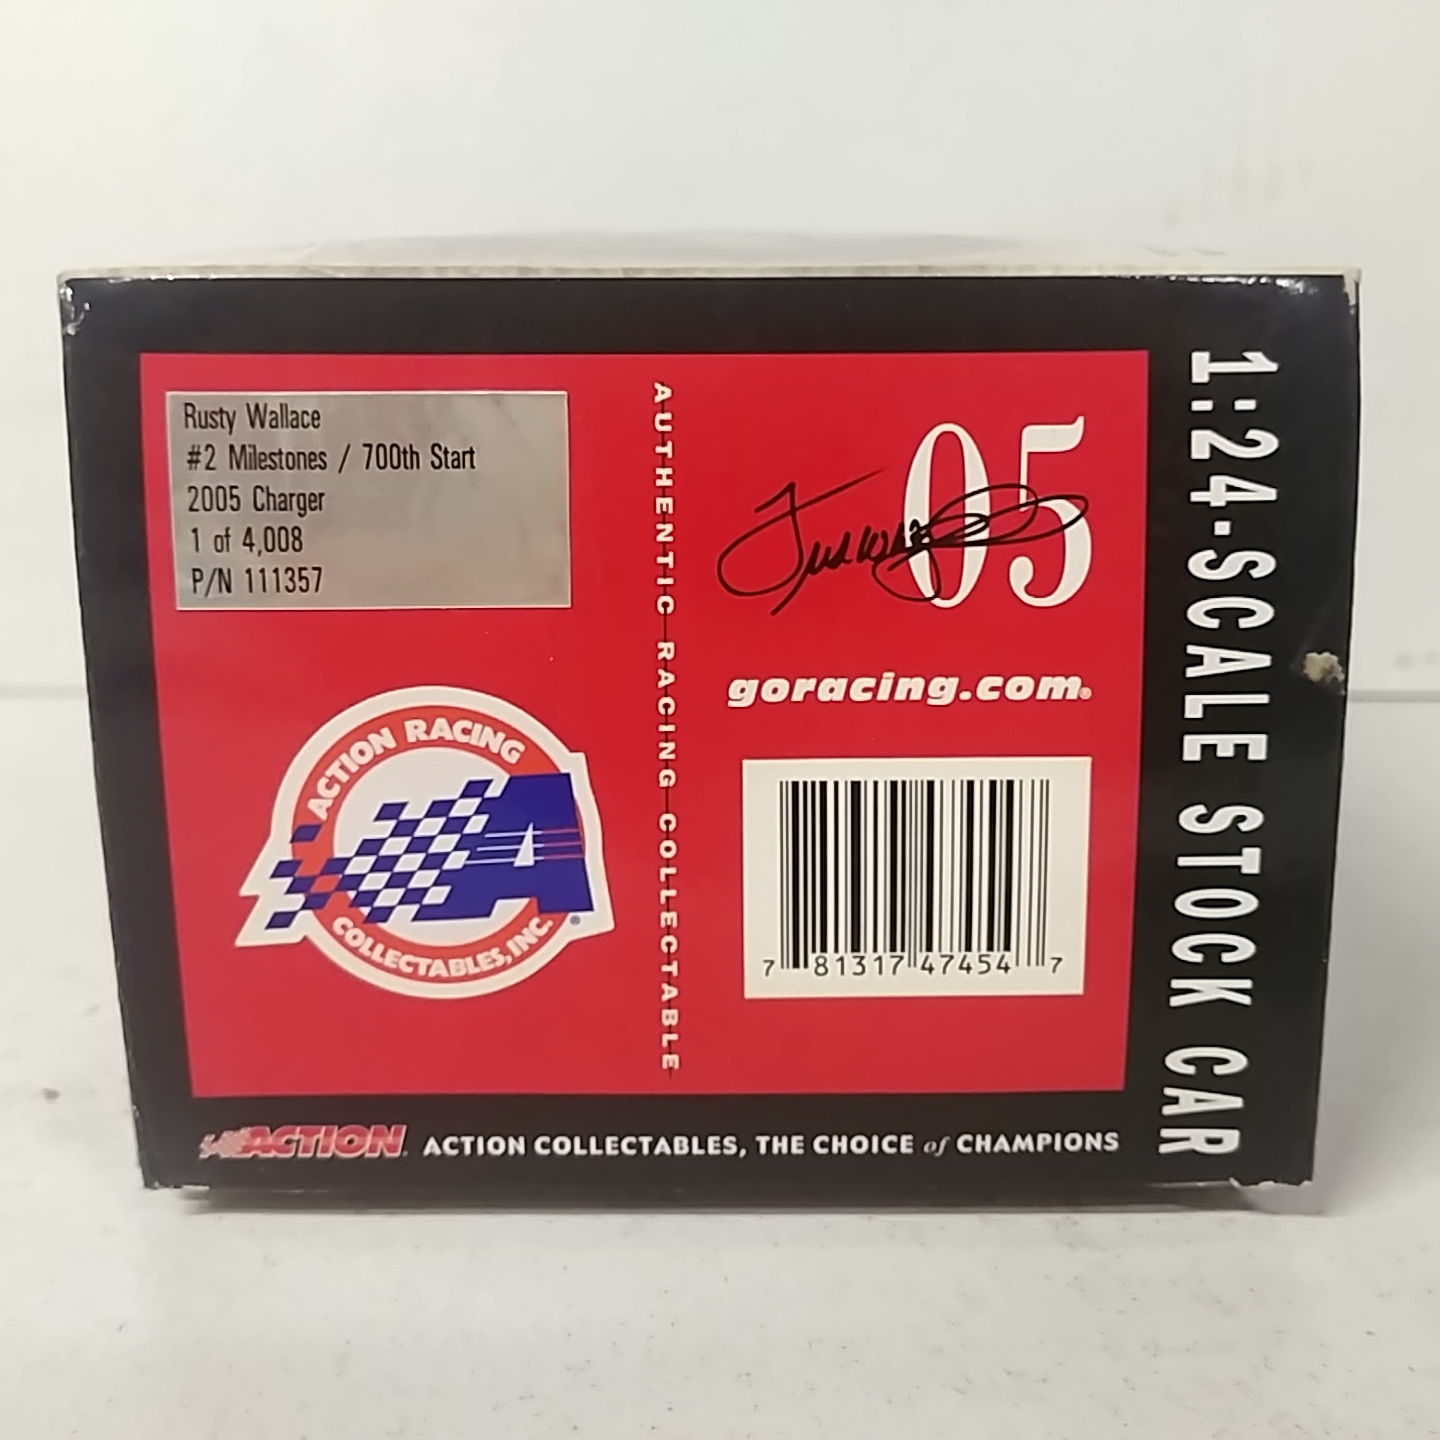 Rusty Wallace
#2 Milestones / 700th Start
2005 Charger
1 of 4,008
P/N 111357
ACTION RACING
COLLECTABLES, INC.
A
®
AUTHENTIC RACING COLLECTABLE
05
goracing.com®
7 81317 47454 7
1:24-SCALE STOCK CAR
ACTION
ACTION COLLECTABLES, THE CHOICE of CHAMPIONS